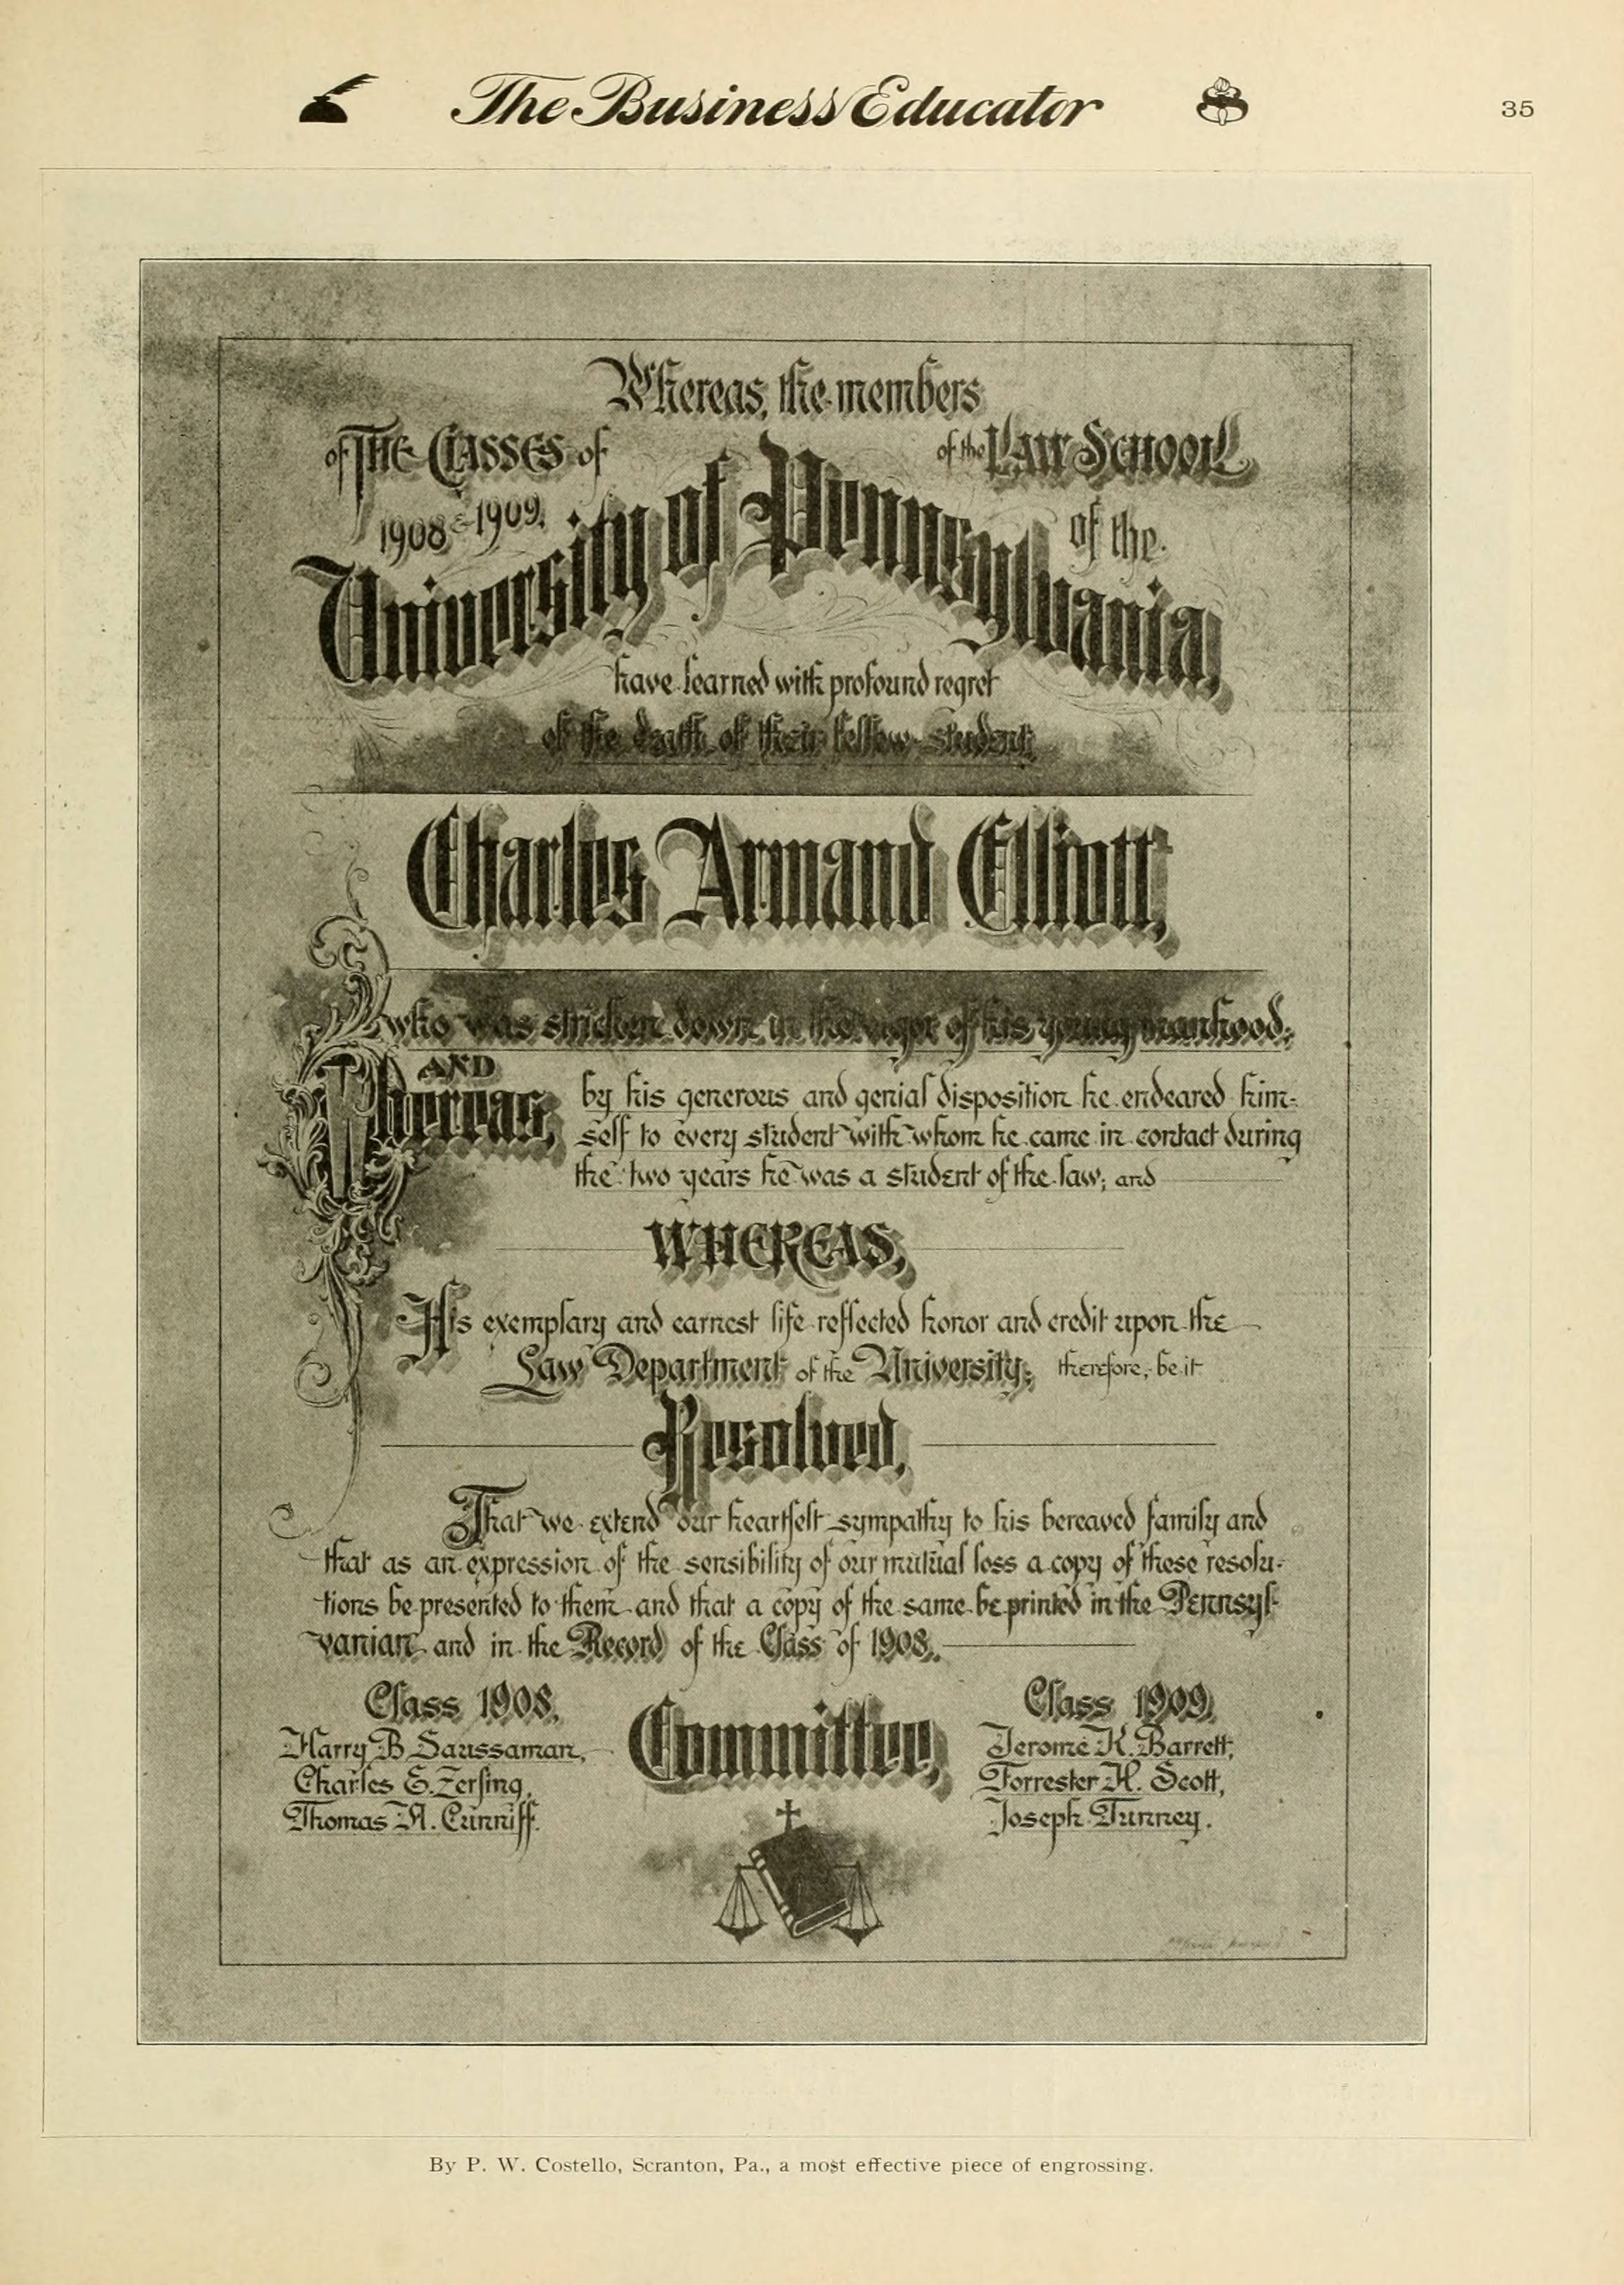 The Business Educator
35
Whereas, the members
of THE CLASSES of
1908 & 1909,
of the LAW SCHOOL
of the
University of Pennsylvania,
have learned with profound regret
of the death of their fellow-student,
Charles Armand Elliott,
who was stricken down in the vigor of his young manhood;
AND
Whereas, by his generous and genial disposition he endeared him-
self to every student with whom he came in contact during
the two years he was a student of the law; and
WHEREAS,
His exemplary and earnest life reflected honor and credit upon the
Law Department of the University; therefore, be it
Resolved,
That we extend our heartfelt sympathy to his bereaved family and
that as an expression of the sensibility of our mutual loss a copy of these resolu-
tions be presented to them and that a copy of the same be printed in the Pennsyl-
vanian and in the Record of the Class of 1908.
Class 1908.
Harry B Saussaman,
Charles E. Zerfing,
Thomas A. Cunniff.
Committee,
Class 1909,
Jerome K. Barrett,
Forrester H. Scott,
Joseph Tunney.
By P. W. Costello, Scranton, Pa., a most effective piece of engrossing.